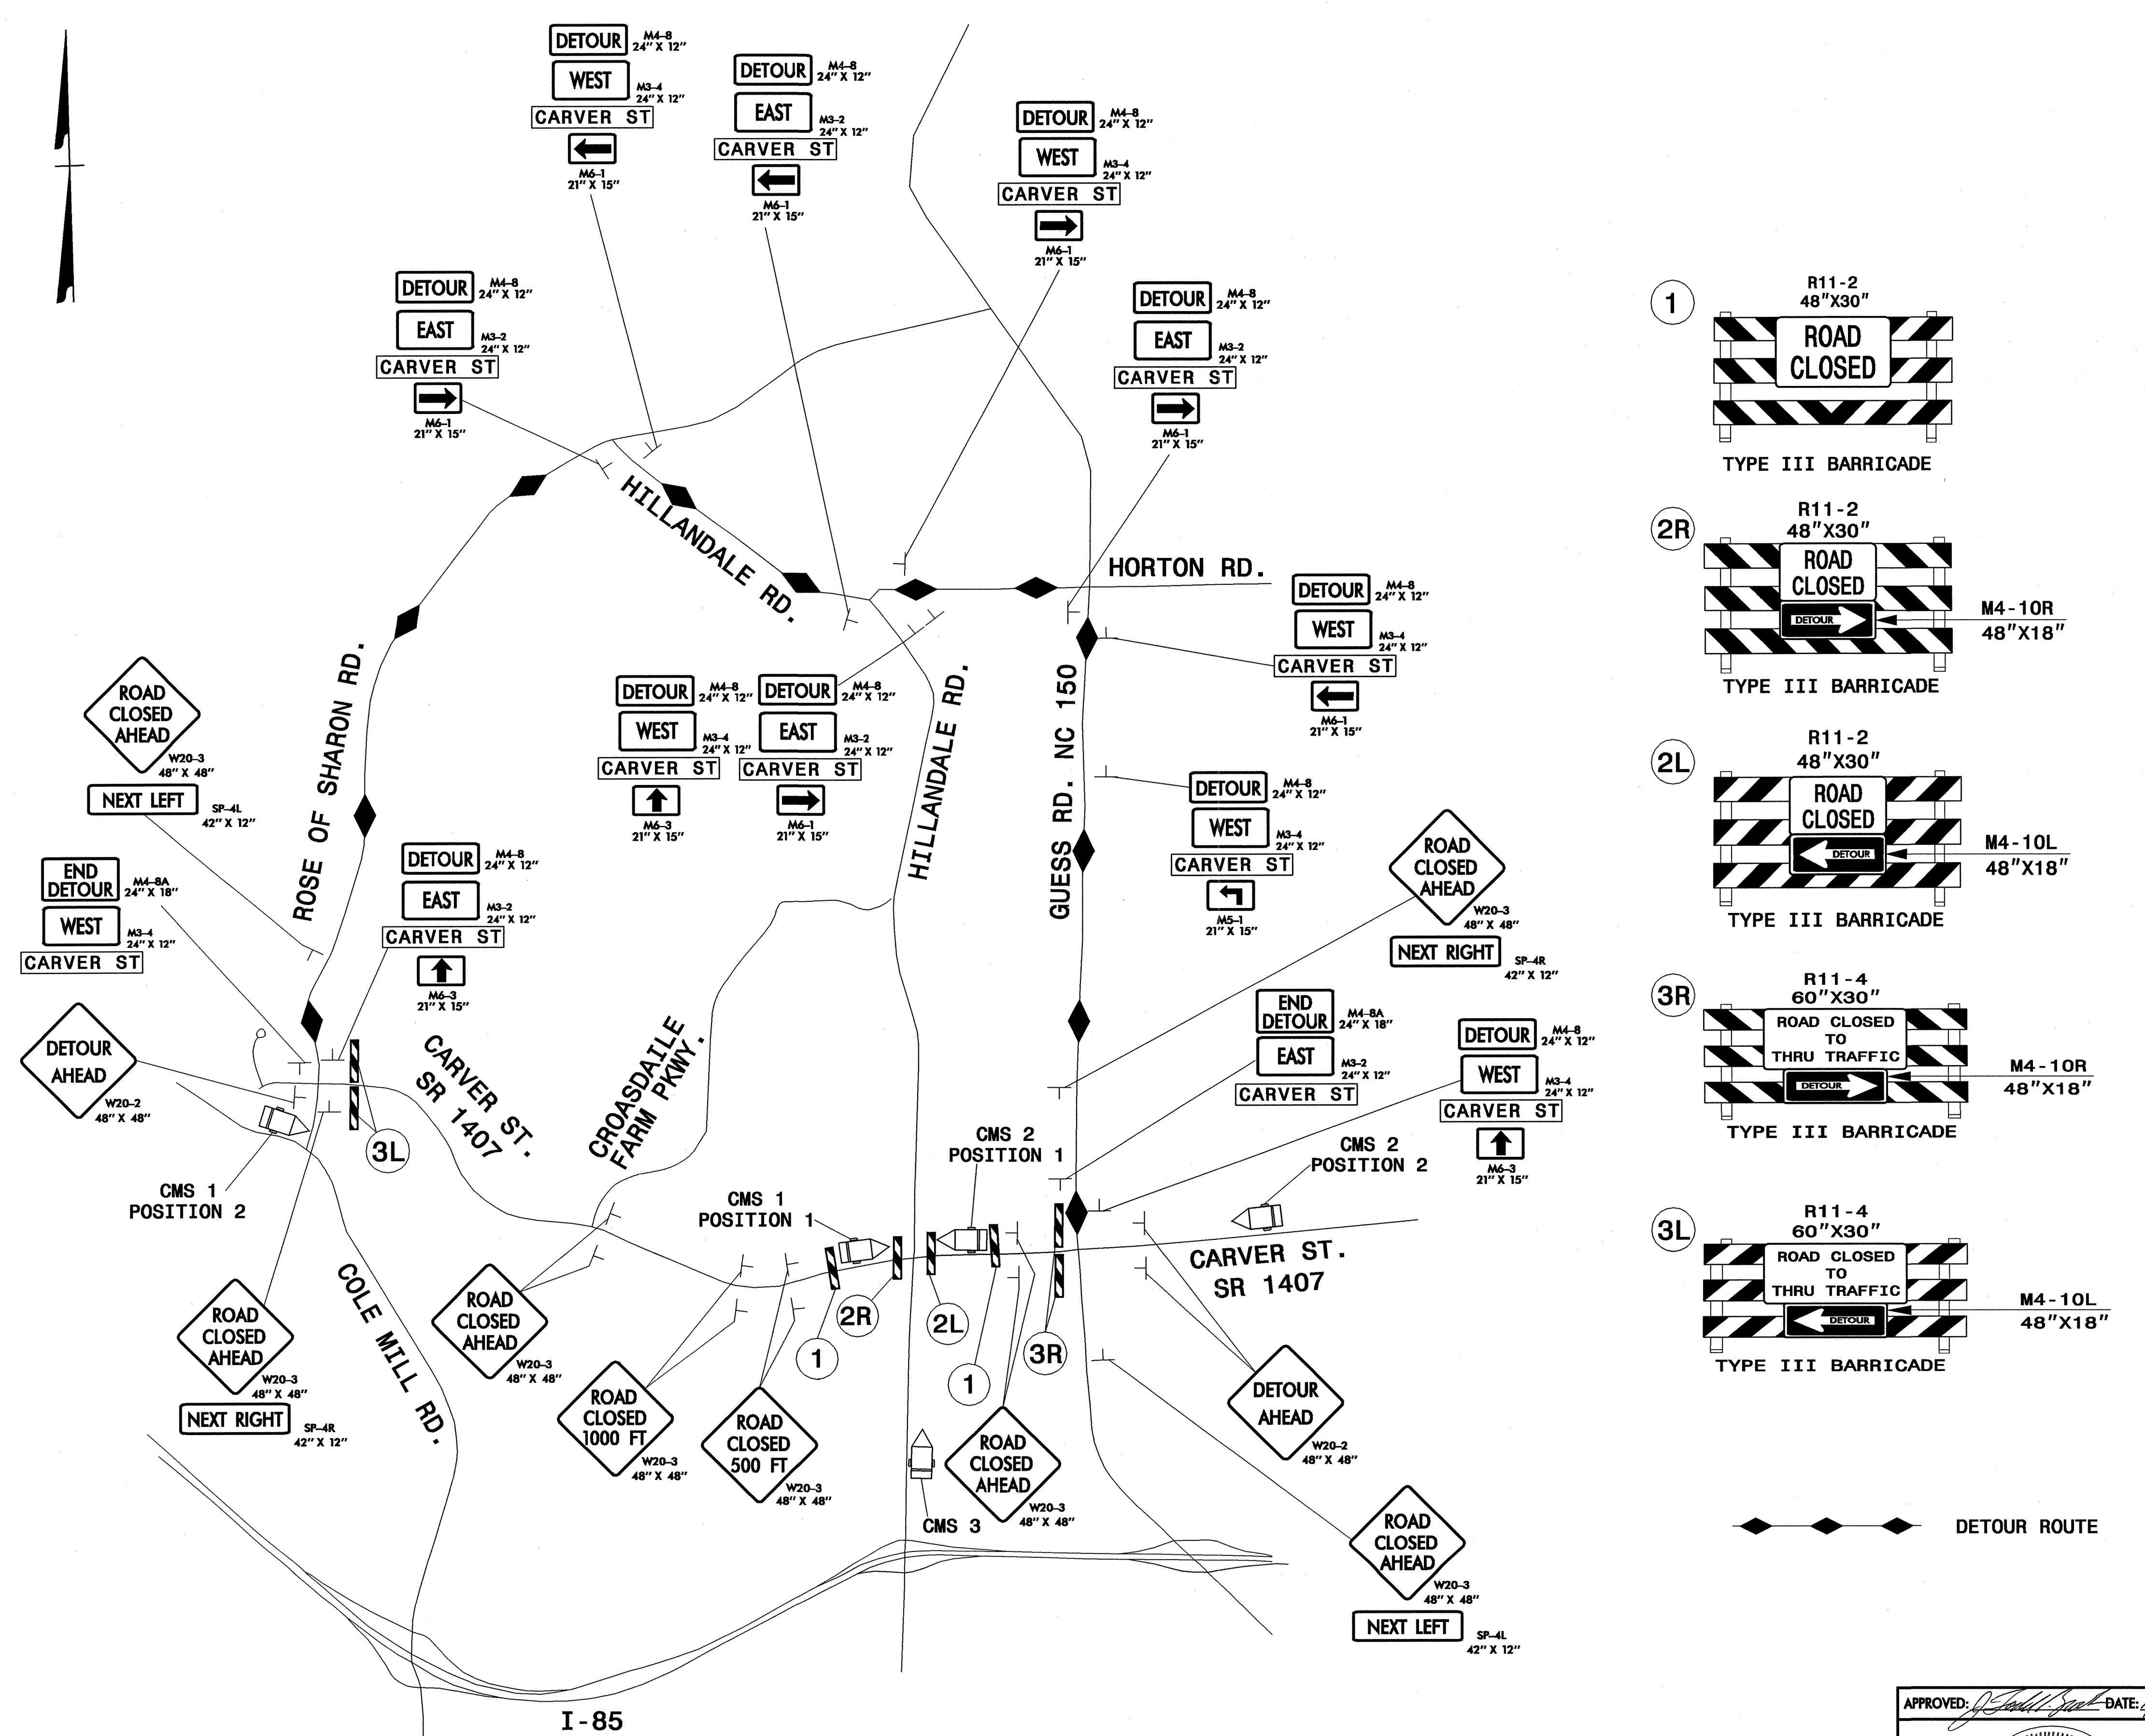 DETOUR M4-8
24" X 12"
WEST M3-4
24" X 12"
CARVER ST
M6-1
21" X 15"
DETOUR M4-8
24" X 12"
EAST M3-2
24" X 12"
CARVER ST
M6-1
21" X 15"
DETOUR M4-8
24" X 12"
WEST M3-4
24" X 12"
CARVER ST
M6-1
21" X 15"
DETOUR M4-8
24" X 12"
EAST M3-2
24" X 12"
CARVER ST
M6-1
21" X 15"
DETOUR M4-8
24" X 12"
EAST M3-2
24" X 12"
CARVER ST
M6-1
21" X 15"
HILLANDALE RD.
HORTON RD.
DETOUR M4-8
24" X 12"
WEST M3-4
24" X 12"
CARVER ST
M6-1
21" X 15"
ROAD
CLOSED
AHEAD
W20-3
48" X 48"
NEXT LEFT SP-4L
42" X 12"
ROSE OF SHARON RD.
DETOUR M4-8
24" X 12"
WEST M3-4
24" X 12"
CARVER ST
M6-3
21" X 15"
DETOUR M4-8
24" X 12"
EAST M3-2
24" X 12"
CARVER ST
M6-1
21" X 15"
HILLANDALE RD.
GUESS RD. NC 150
DETOUR M4-8
24" X 12"
WEST M3-4
24" X 12"
CARVER ST
M5-1
21" X 15"
ROAD
CLOSED
AHEAD
W20-3
48" X 48"
NEXT RIGHT SP-4R
42" X 12"
END
DETOUR M4-8A
24" X 18"
WEST M3-4
24" X 12"
CARVER ST
DETOUR M4-8
24" X 12"
EAST M3-2
24" X 12"
CARVER ST
M6-3
21" X 15"
DETOUR
AHEAD
W20-2
48" X 48"
CARVER ST.
SR 1407
CROASDAILE
FARM PKWY.
3L
CMS 1
POSITION 2
END
DETOUR M4-8A
24" X 18"
EAST M3-2
24" X 12"
CARVER ST
DETOUR M4-8
24" X 12"
WEST M3-4
24" X 12"
CARVER ST
M6-3
21" X 15"
CMS 2
POSITION 1
CMS 2
POSITION 2
CMS 1
POSITION 1
CARVER ST.
SR 1407
COLE MILL RD.
ROAD
CLOSED
AHEAD
W20-3
48" X 48"
NEXT RIGHT SP-4R
42" X 12"
ROAD
CLOSED
AHEAD
W20-3
48" X 48"
ROAD
CLOSED
1000 FT
W20-3
48" X 48"
ROAD
CLOSED
500 FT
W20-3
48" X 48"
1
2R
2L
1
3R
ROAD
CLOSED
AHEAD
W20-3
48" X 48"
CMS 3
DETOUR
AHEAD
W20-2
48" X 48"
ROAD
CLOSED
AHEAD
W20-3
48" X 48"
NEXT LEFT SP-4L
42" X 12"
I-85
1
R11-2
48"X30"
ROAD
CLOSED
TYPE III BARRICADE
2R
R11-2
48"X30"
ROAD
CLOSED
DETOUR
M4-10R
48"X18"
TYPE III BARRICADE
2L
R11-2
48"X30"
ROAD
CLOSED
DETOUR
M4-10L
48"X18"
TYPE III BARRICADE
3R
R11-4
60"X30"
ROAD CLOSED
TO
THRU TRAFFIC
DETOUR
M4-10R
48"X18"
TYPE III BARRICADE
3L
R11-4
60"X30"
ROAD CLOSED
TO
THRU TRAFFIC
DETOUR
M4-10L
48"X18"
TYPE III BARRICADE
DETOUR ROUTE
APPROVED: DATE: